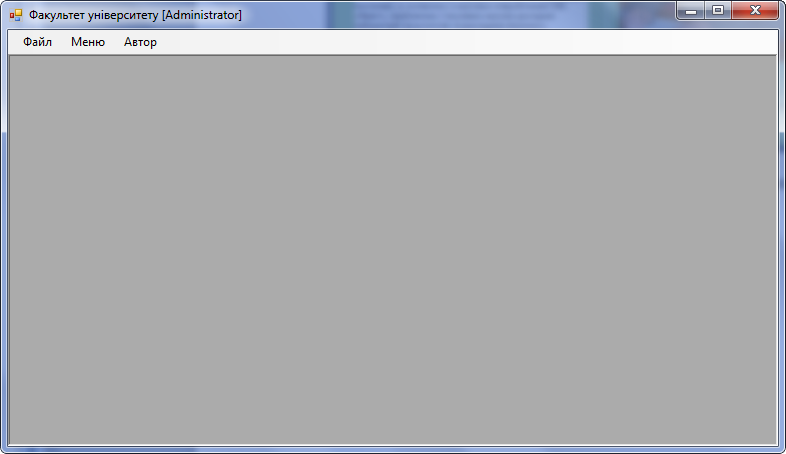 Факультет університету [Administrator]
Файл Меню Автор